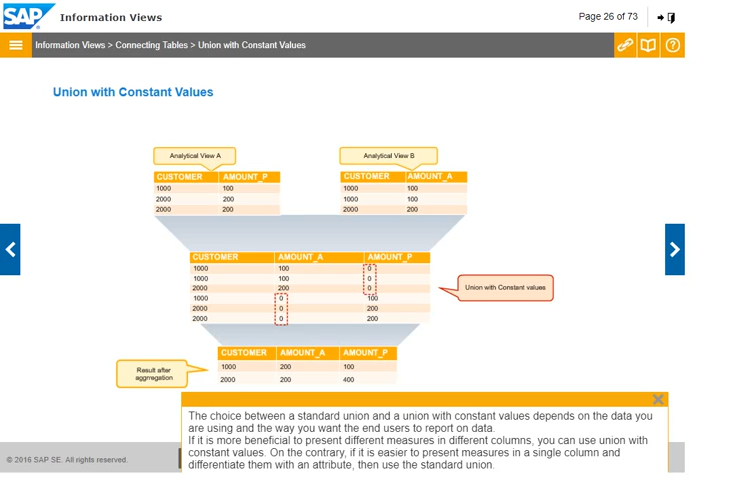 SAP
Information Views
Page 26 of 73
Information Views > Connecting Tables > Union with Constant Values
Union with Constant Values
Analytical View A
Analytical View B
CUSTOMER AMOUNT_P
1000 100
2000 200
2000 200
CUSTOMER AMOUNT_A
1000 100
1000 100
2000 200
CUSTOMER AMOUNT_A AMOUNT_P
1000 100 0
1000 100 0
2000 200 0
1000 0 100
2000 0 200
2000 0 200
Union with Constant values
CUSTOMER AMOUNT_A AMOUNT_P
1000 200 100
2000 200 400
Result after
aggrregation
The choice between a standard union and a union with constant values depends on the data you
are using and the way you want the end users to report on data.
If it is more beneficial to present different measures in different columns, you can use union with
constant values. On the contrary, if it is easier to present measures in a single column and
differentiate them with an attribute, then use the standard union.
© 2016 SAP SE. All rights reserved.